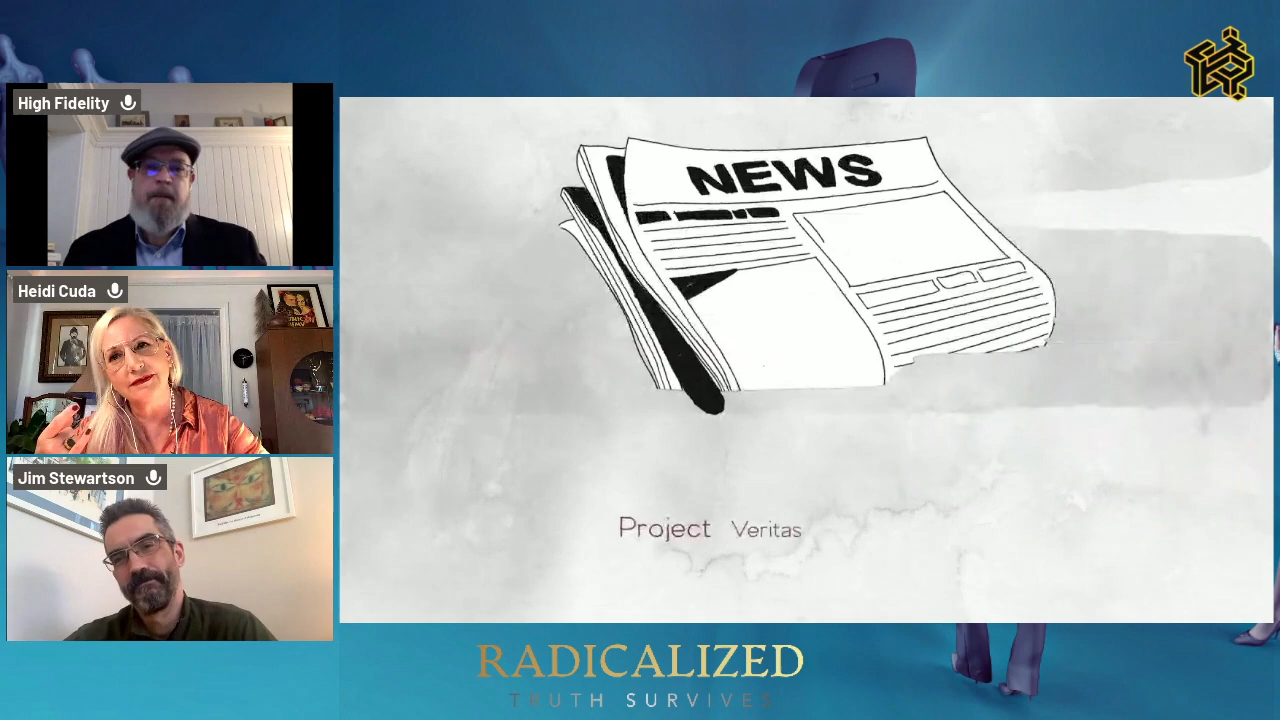 High Fidelity
Heidi Cuda
Jim Stewartson
NEWS
Project Veritas
RADICALIZED
TRUTH SURVIVES